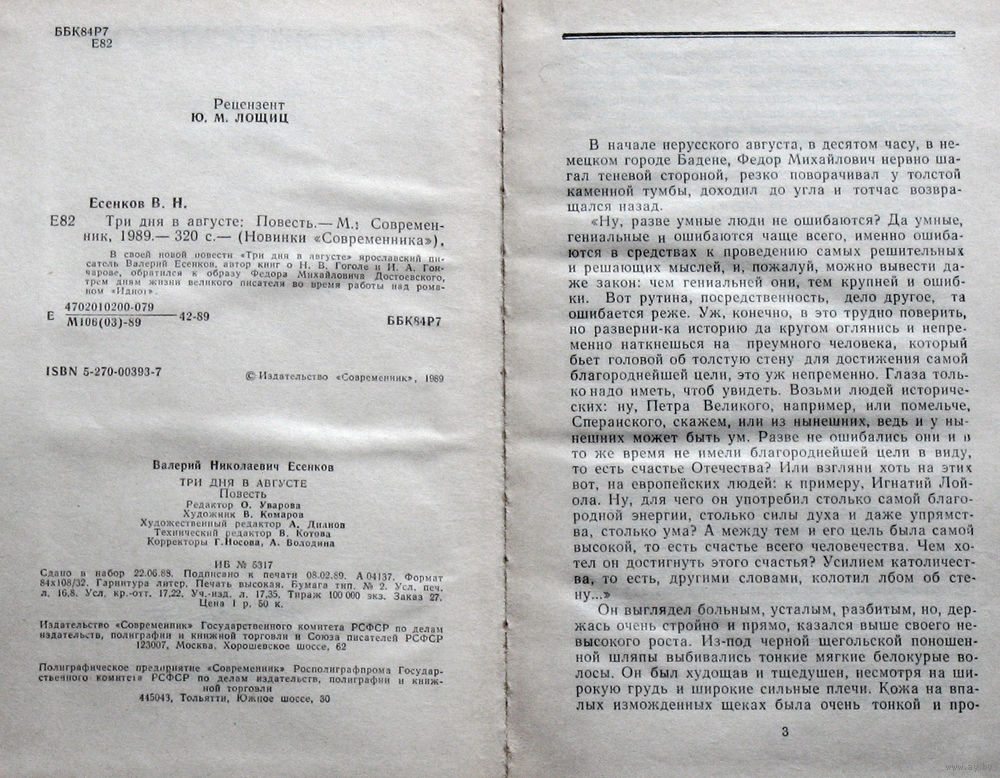 ББК84Р7
Е82
Рецензент
Ю. М. ЛОЩИЦ
Есенков В. Н.
Е82 Три дня в августе: Повесть.— М.: Современ-
ник, 1989.— 320 с.— (Новинки «Современника»).
В своей новой повести «Три дня в августе» ярославский пи-
сатель Валерий Есенков, автор книг о Н. В. Гоголе и И. А. Гон-
чарове, обратился к образу Федора Михайловича Достоевского,
трем дням жизни великого писателя во время работы над рома-
ном «Идиот».
Е 4702010200-079
М106(03)-89 42-89 ББК84Р7
ISBN 5-270-00393-7
© Издательство «Современник», 1989
Валерий Николаевич Есенков
ТРИ ДНЯ В АВГУСТЕ
Повесть
Редактор О. Уварова
Художник В. Комаров
Художественный редактор А. Дианов
Технический редактор В. Котова
Корректоры Г.Носова, А. Володина
ИБ № 5317
Сдано в набор 22.06.88. Подписано к печати 08.02.89. А 04137. Формат
84х108/32. Гарнитура литер. Печать высокая. Бумага тип. № 2. Усл. печ.
л. 16,8. Усл. кр.-отт. 17,22. Уч.-изд. л. 17,35. Тираж 100 000 экз. Заказ 27.
Цена 1 р. 50 к.
Издательство «Современник» Государственного комитета РСФСР по делам
издательств, полиграфии и книжной торговли и Союза писателей РСФСР
123007, Москва, Хорошевское шоссе, 62
Полиграфическое предприятие «Современник» Росполиграфпрома Государ-
ственного комитета РСФСР по делам издательств, полиграфии и книж-
ной торговли
445043, Тольятти, Южное шоссе, 30
В начале нерусского августа, в десятом часу, в не-
мецком городе Бадене, Федор Михайлович нервно ша-
гал теневой стороной, резко поворачивал у толстой
каменной тумбы, доходил до угла и тотчас возвра-
щался назад.
«Ну, разве умные люди не ошибаются? Да умные,
гениальные и ошибаются чаще всего, именно ошиба-
ются в средствах к проведению самых решительных
и решающих мыслей, и, пожалуй, можно вывести да-
же закон: чем гениальней они, тем крупней и ошиб-
ки. Вот рутина, посредственность, дело другое, та
ошибается реже. Уж, конечно, в это трудно поверить,
но разверни-ка историю да кругом оглянись и непре-
менно наткнешься на преумного человека, который
бьет головой об толстую стену для достижения самой
благороднейшей цели, это уж непременно. Глаза толь-
ко надо иметь, чтоб увидеть. Возьми людей историче-
ских: ну, Петра Великого, например, или помельче,
Сперанского, скажем, или из нынешних, ведь и у ны-
нешних может быть ум. Разве не ошибались они и в
то же время не имели благороднейшей цели в виду,
то есть счастье Отечества? Или взгляни хоть на этих
вот, на европейских людей: к примеру, Игнатий Лой-
ола. Ну, для чего он употребил столько самой благо-
родной энергии, столько силы духа и даже упрямст-
ва, столько ума? А между тем и его цель была самой
высокой, то есть счастье всего человечества. Чем хо-
тел он достигнуть этого счастья? Усилием католичест-
ва, то есть, другими словами, колотил лбом об сте-
ну...»
Он выглядел больным, усталым, разбитым, но, дер-
жась очень стройно и прямо, казался выше своего не-
высокого роста. Из-под черной щегольской поношен-
ной шляпы выбивались тонкие мягкие белокурые во-
лосы. Он был худощав и тщедушен, несмотря на ши-
рокую грудь и широкие сильные плечи. Кожа на впа-
лых изможденных щеках была очень тонкой и про-
3